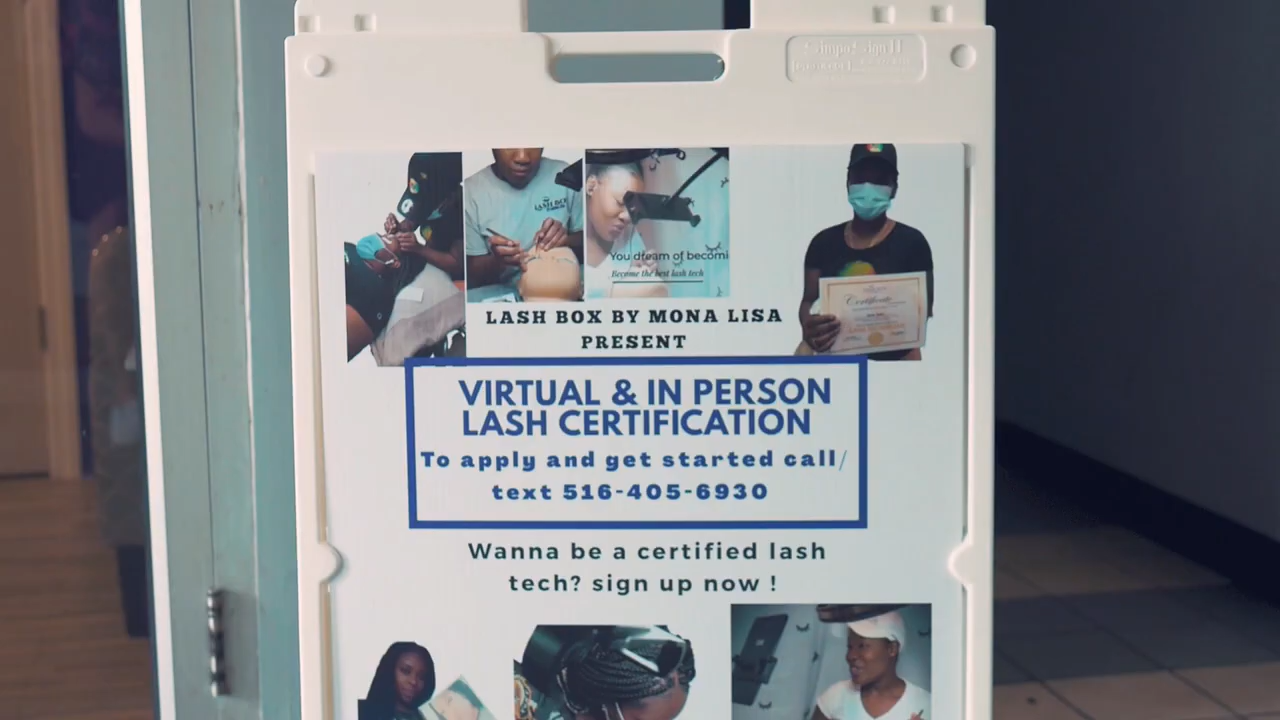 You dream of becomi
Become the best lash tech
Certificate
LASH BOX BY MONA LISA
PRESENT
VIRTUAL & IN PERSON
LASH CERTIFICATION
To apply and get started call/
text 516-405-6930
Wanna be a certified lash
tech? sign up now !